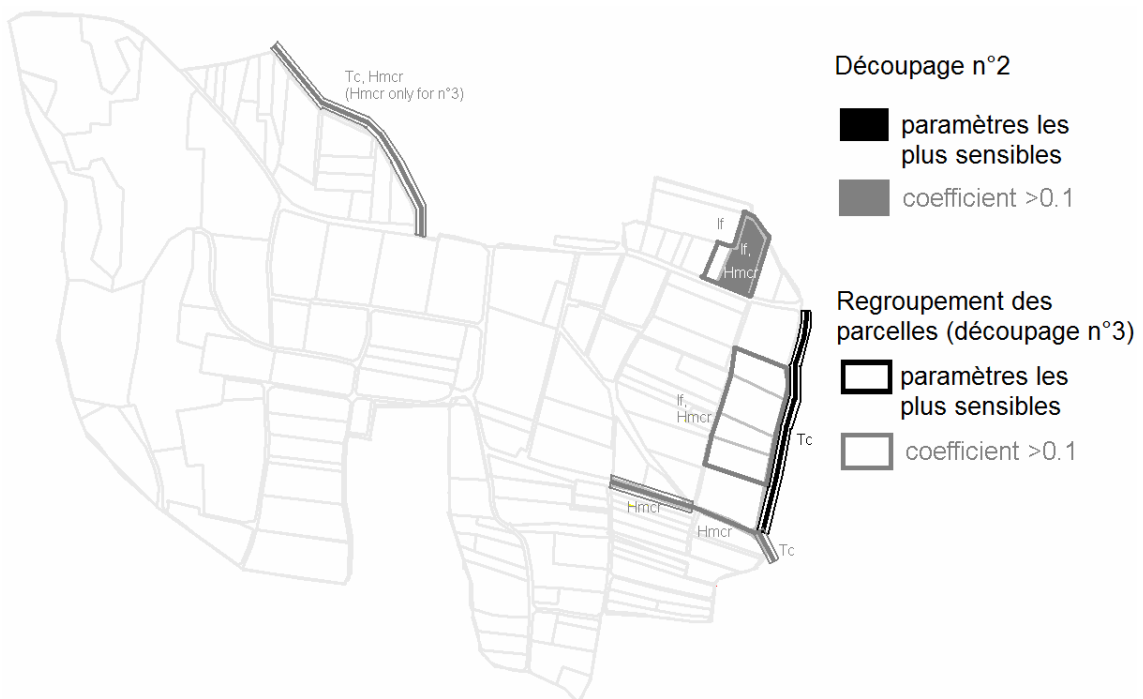 Tc, Hmcr
(Hmcr only for n°3)
If
If,
Hmcr
If,
Hmcr
Tc
Hmcr
Hmcr
Tc
Découpage n°2
paramètres les
plus sensibles
coefficient >0.1
Regroupement des
parcelles (découpage n°3)
paramètres les
plus sensibles
coefficient >0.1